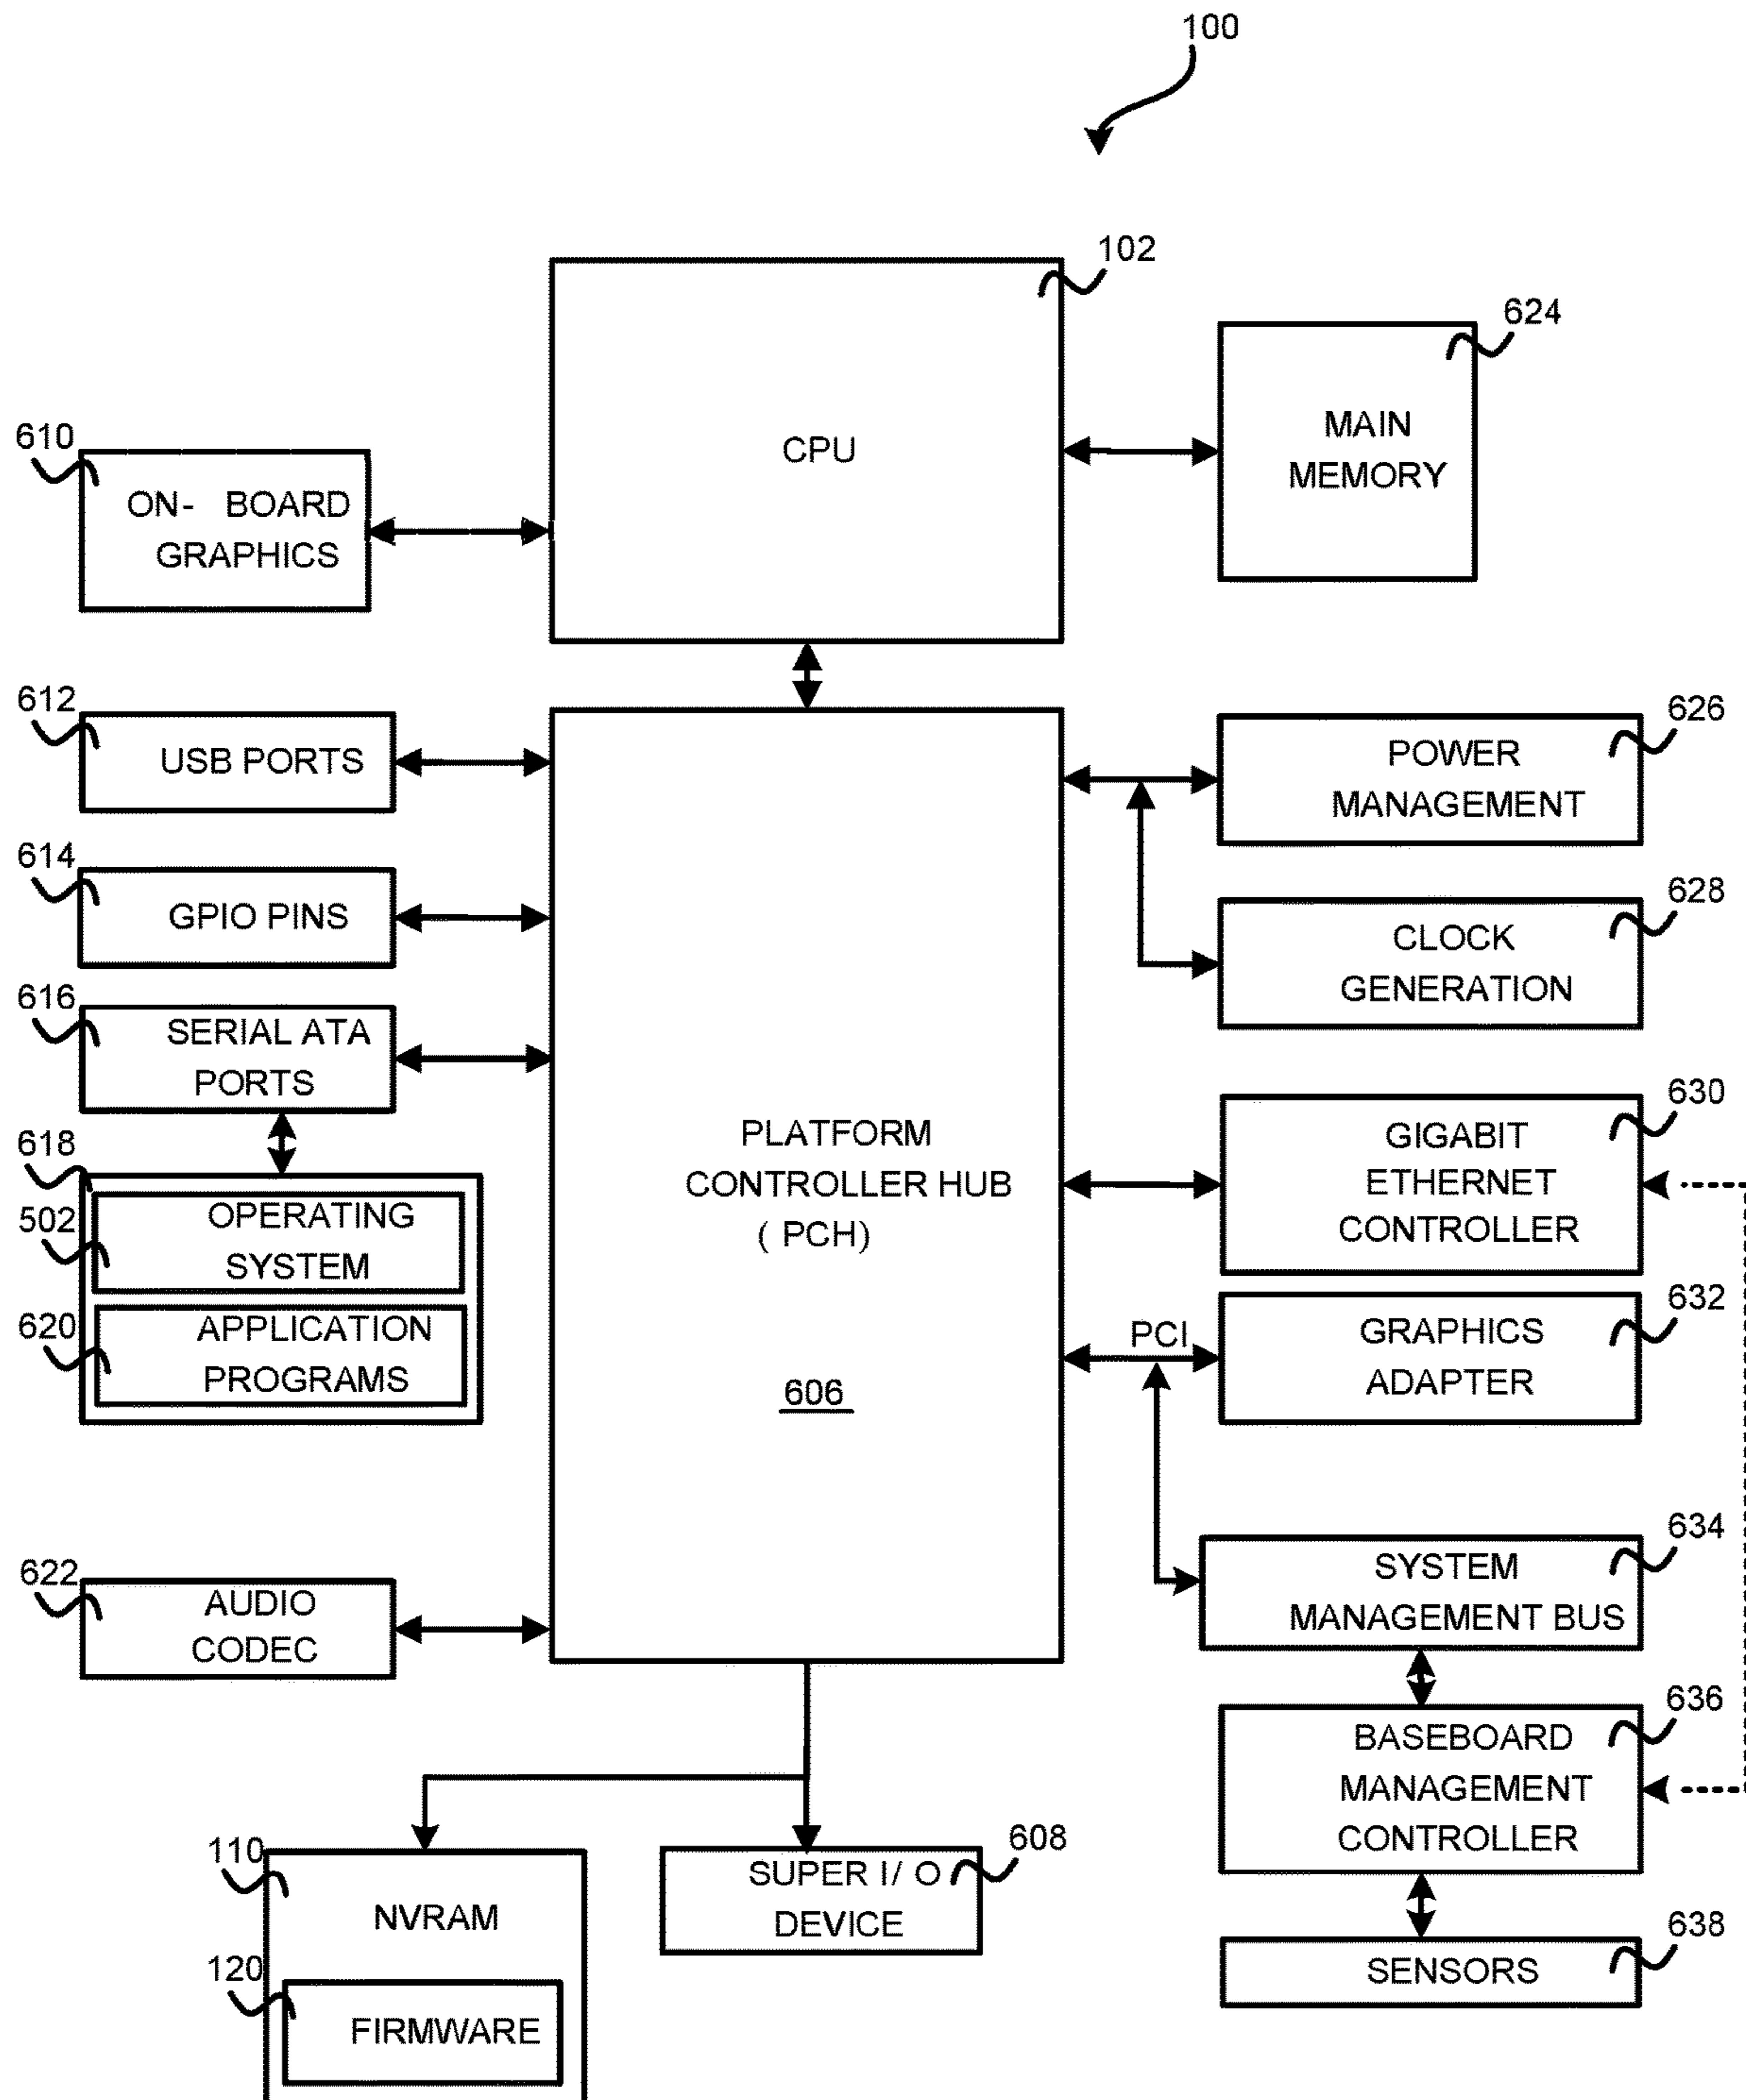 100
102
CPU
624
MAIN
MEMORY
610
ON- BOARD
GRAPHICS
612
USB PORTS
614
GPIO PINS
616
SERIAL ATA
PORTS
618
502
OPERATING
SYSTEM
620
APPLICATION
PROGRAMS
622
AUDIO
CODEC
PLATFORM
CONTROLLER HUB
( PCH)
606
626
POWER
MANAGEMENT
628
CLOCK
GENERATION
630
GIGABIT
ETHERNET
CONTROLLER
PCI
632
GRAPHICS
ADAPTER
634
SYSTEM
MANAGEMENT BUS
636
BASEBOARD
MANAGEMENT
CONTROLLER
638
SENSORS
110
NVRAM
120
FIRMWARE
608
SUPER I/ O
DEVICE